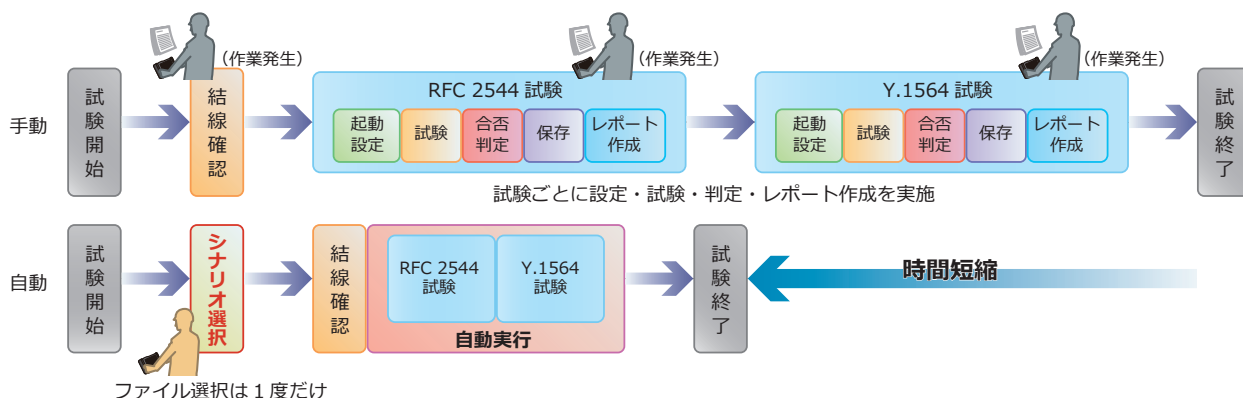 手動
試験開始
(作業発生)
結線確認
(作業発生)
RFC 2544 試験
起動設定
試験
合否判定
保存
レポート作成
(作業発生)
Y.1564 試験
起動設定
試験
合否判定
保存
レポート作成
試験終了
試験ごとに設定・試験・判定・レポート作成を実施
自動
試験開始
シナリオ選択
結線確認
RFC 2544
試験
Y.1564
試験
自動実行
試験終了
時間短縮
ファイル選択は 1 度だけ